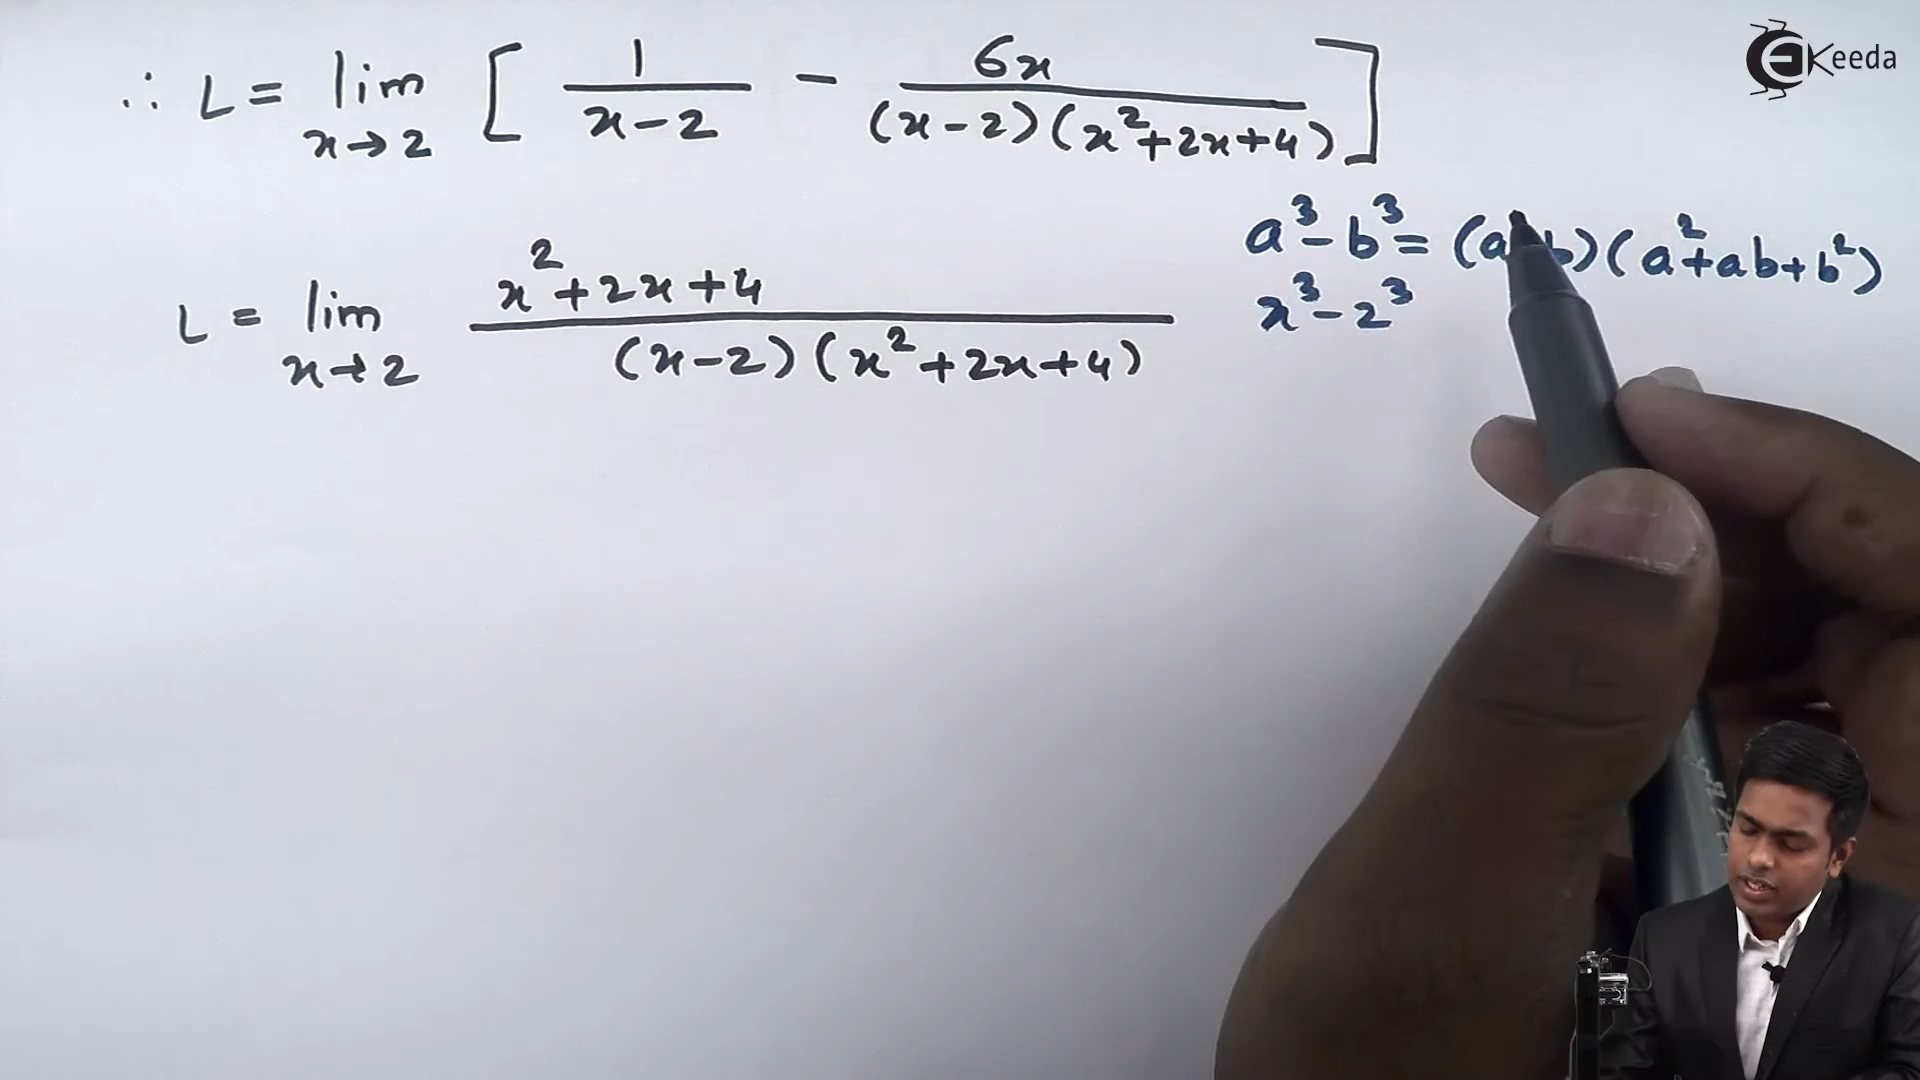 Keeda
∴ L = lim x→2 [ 1/(x-2) - 6x/((x-2)(x²+2x+4)) ]
a³-b³ = (a b)(a²+ab+b²)
x³-2³
L = lim x→2 (x²+2x+4)/((x-2)(x²+2x+4))